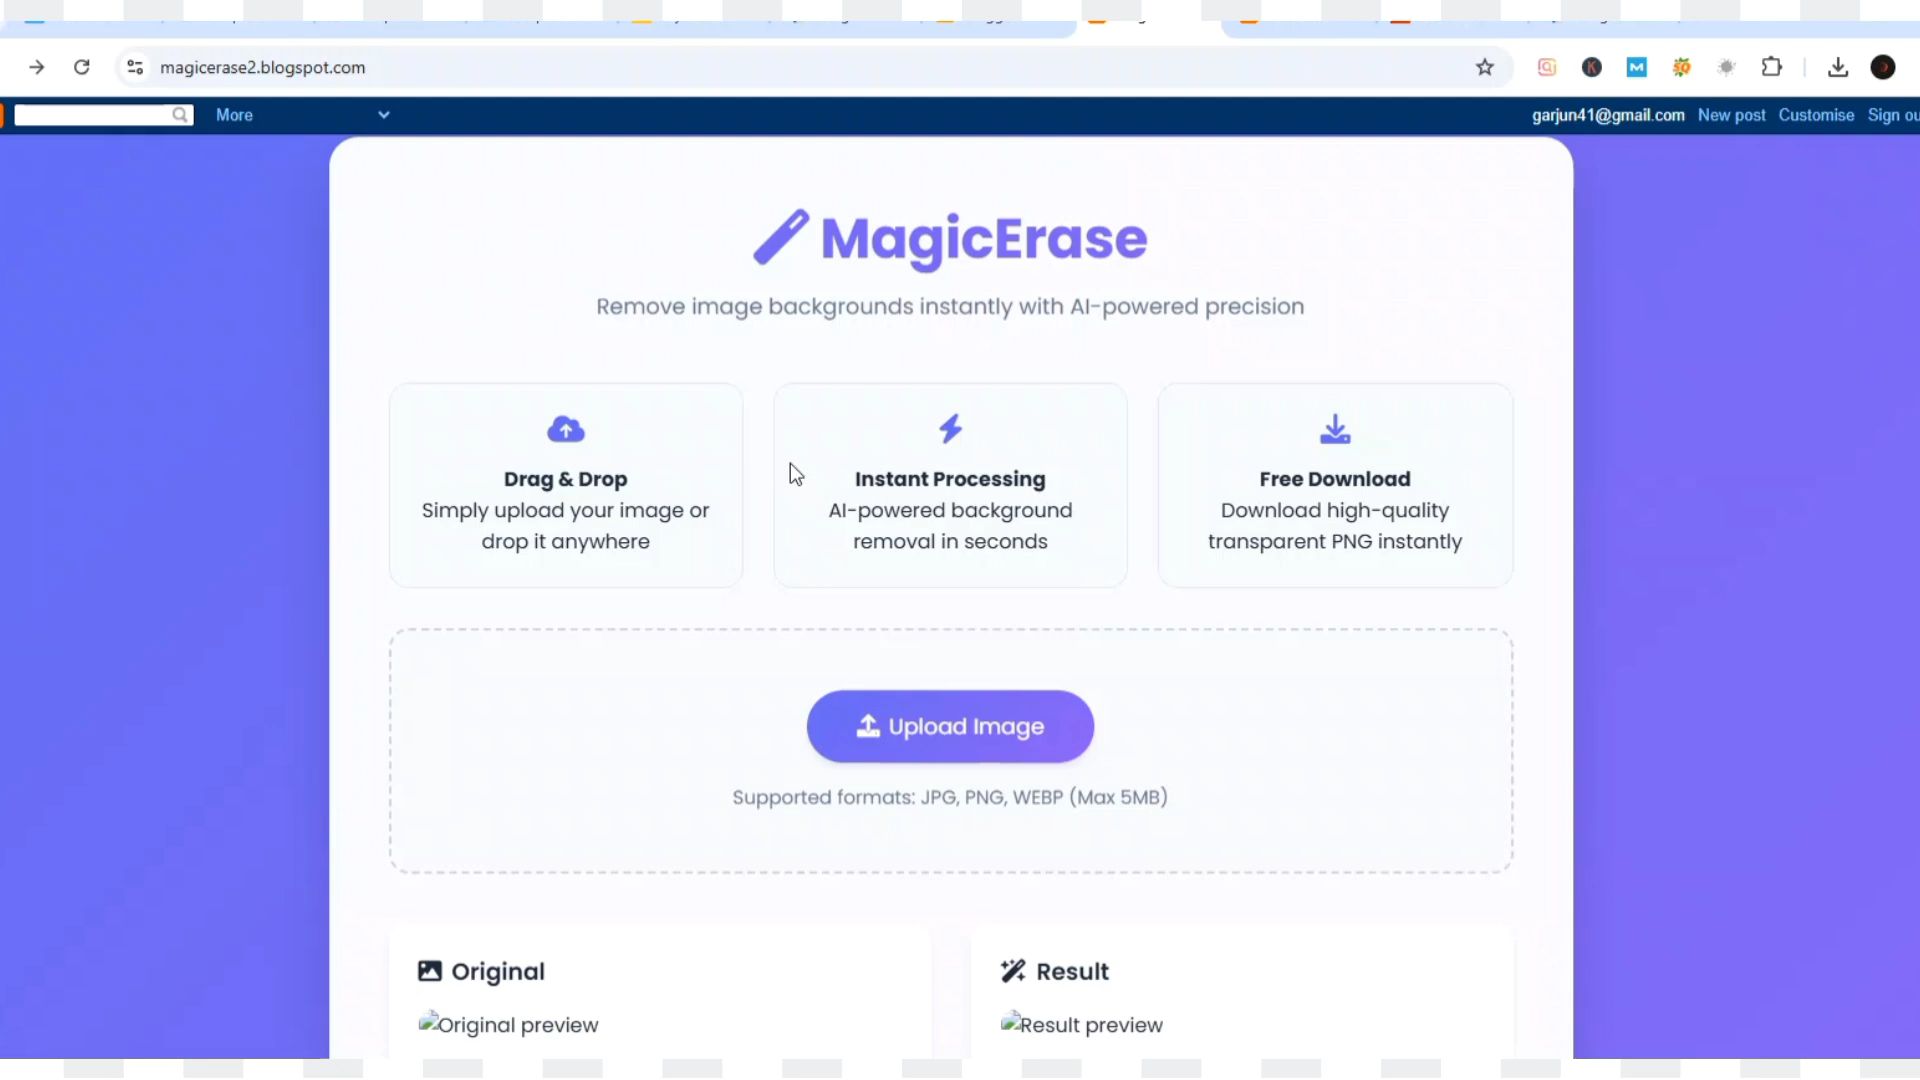 magicerase2.blogspot.com
More
garjun41@gmail.com New post Customise Sign ou
MagicErase
Remove image backgrounds instantly with AI-powered precision
Drag & Drop
Simply upload your image or
drop it anywhere
Instant Processing
AI-powered background
removal in seconds
Free Download
Download high-quality
transparent PNG instantly
Upload Image
Supported formats: JPG, PNG, WEBP (Max 5MB)
Original
Original preview
Result
Result preview